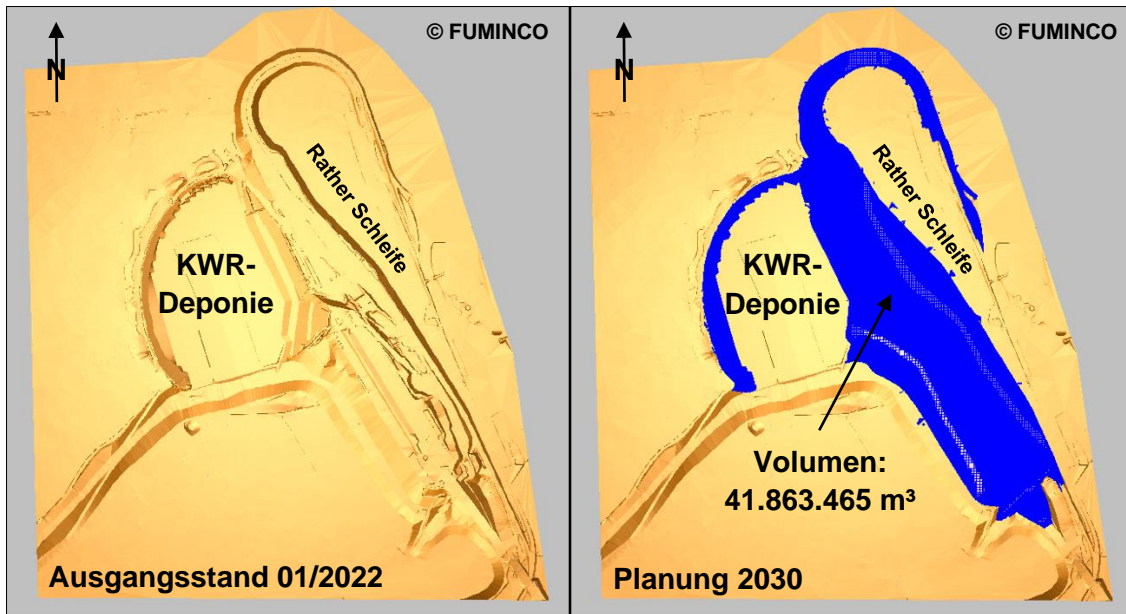 © FUMINCO
N
Rather Schleife
KWR-
Deponie
Ausgangsstand 01/2022
© FUMINCO
N
Rather Schleife
KWR-
Deponie
Volumen:
41.863.465 m³
Planung 2030